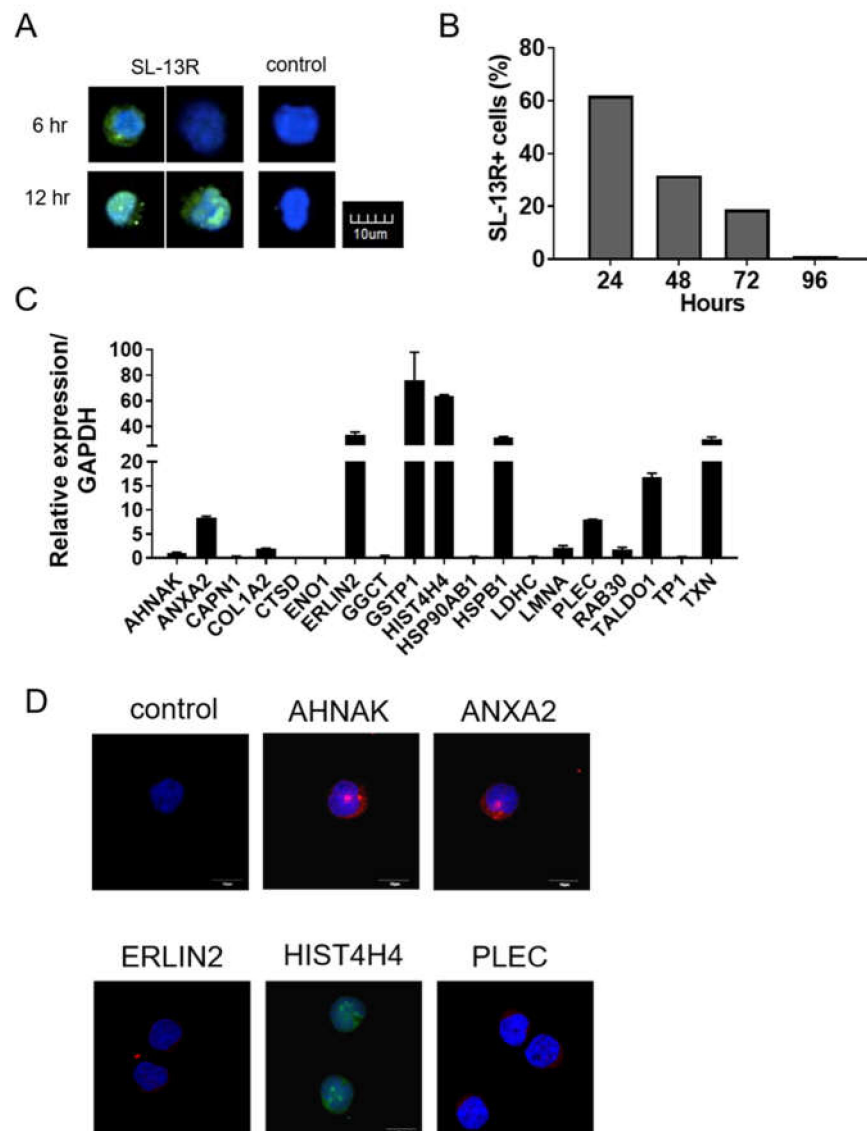 A
SL-13R control
6 hr
12 hr
10um
B
SL-13R+ cells (%)
80
60
40
20
0
24 48 72 96
Hours
C
Relative expression/
GAPDH
100
80
60
40
20
15
10
5
0
AHNAK
ANXA2
CAPN1
COL1A2
CTSD
ENO1
ERLIN2
GGCT
GSTP1
HIST4H4
HSP90AB1
HSPB1
LDHC
LMNA
PLEC
RAB30
TALDO1
TP1
TXN
D
control AHNAK ANXA2
ERLIN2 HIST4H4 PLEC